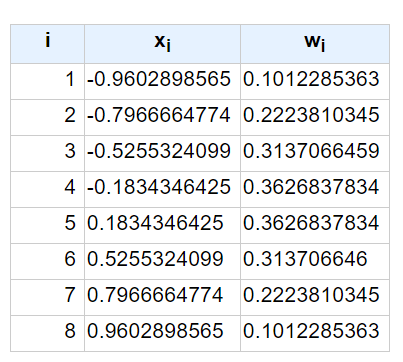 i xi wi
1 -0.9602898565 0.1012285363
2 -0.7966664774 0.2223810345
3 -0.5255324099 0.3137066459
4 -0.1834346425 0.3626837834
5 0.1834346425 0.3626837834
6 0.5255324099 0.313706646
7 0.7966664774 0.2223810345
8 0.9602898565 0.1012285363